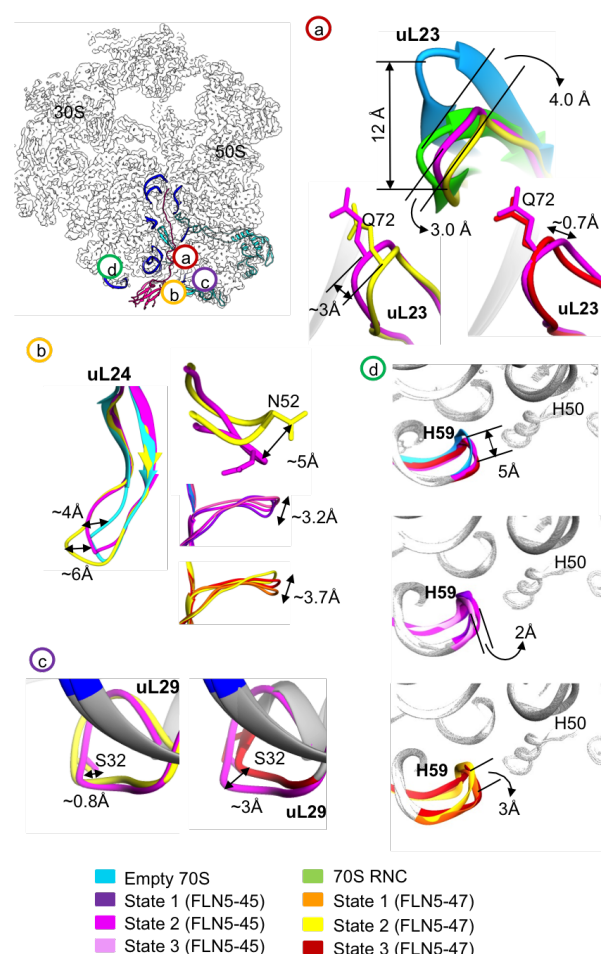 a
uL23
30S
50S
12 Å
4.0 Å
3.0 Å
Q72
~3Å
uL23
Q72
~0.7Å
uL23
a
b
c
d
b
uL24
~4Å
~6Å
N52
~5Å
~3.2Å
~3.7Å
c
uL29
S32
~0.8Å
S32
~3Å
uL29
d
H50
H59
5Å
H50
H59
2Å
H50
H59
3Å
Empty 70S
State 1 (FLN5-45)
State 2 (FLN5-45)
State 3 (FLN5-45)
70S RNC
State 1 (FLN5-47)
State 2 (FLN5-47)
State 3 (FLN5-47)